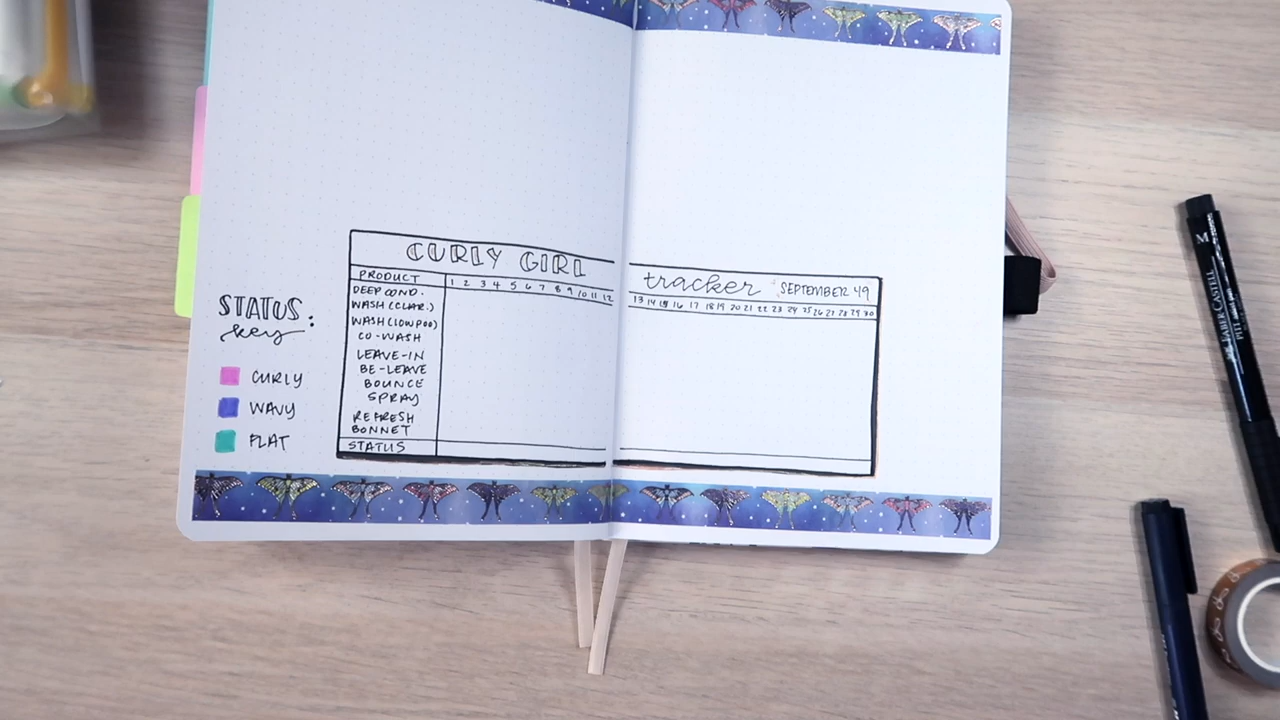 CURLY GIRL tracker SEPTEMBER '19
PRODUCT 1 2 3 4 5 6 7 8 9 10 11 12 13 14 15 16 17 18 19 20 21 22 23 24 25 26 27 28 29 30
DEEP COND.
WASH (CLAR.)
WASH (LOW POO)
CO-WASH
LEAVE-IN
BE-LEAVE
BOUNCE
SPRAY
REFRESH
BONNET
STATUS
STATUS:
key
CURLY
WAVY
FLAT
M
FABER-CASTELL
PITT